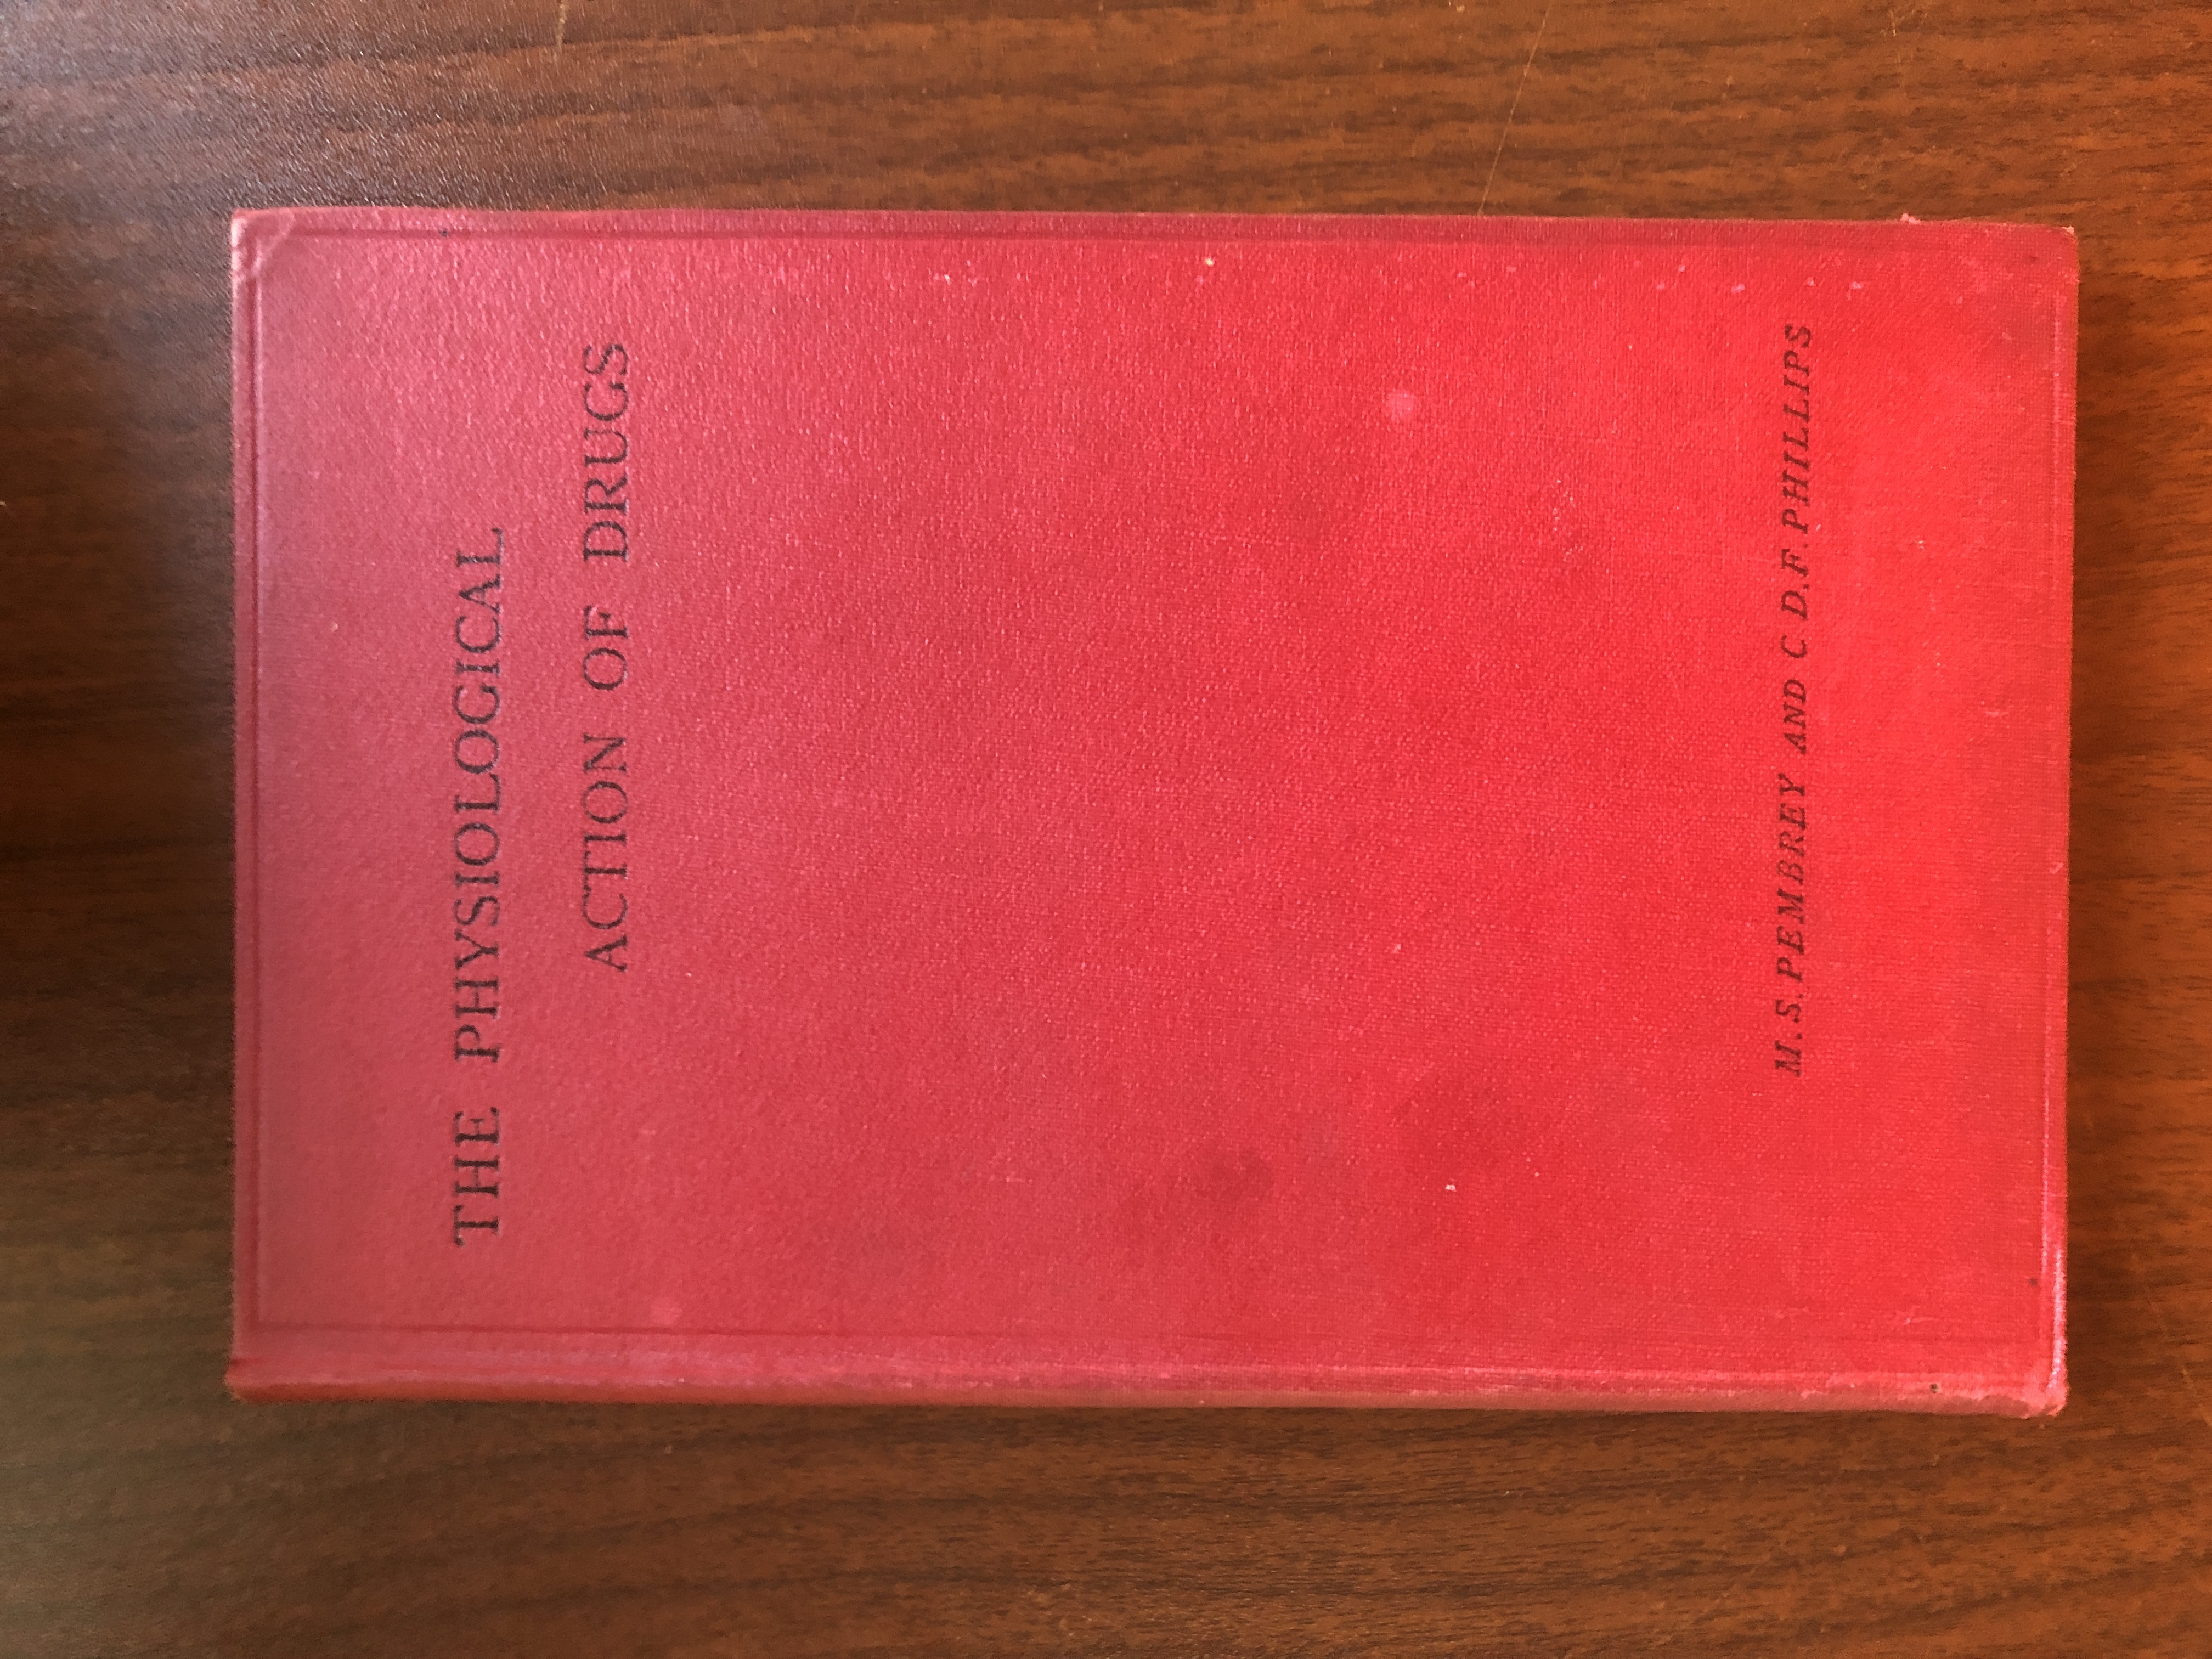 THE PHYSIOLOGICAL
ACTION OF DRUGS
M. S. PEMBREY AND C. D. F. PHILLIPS